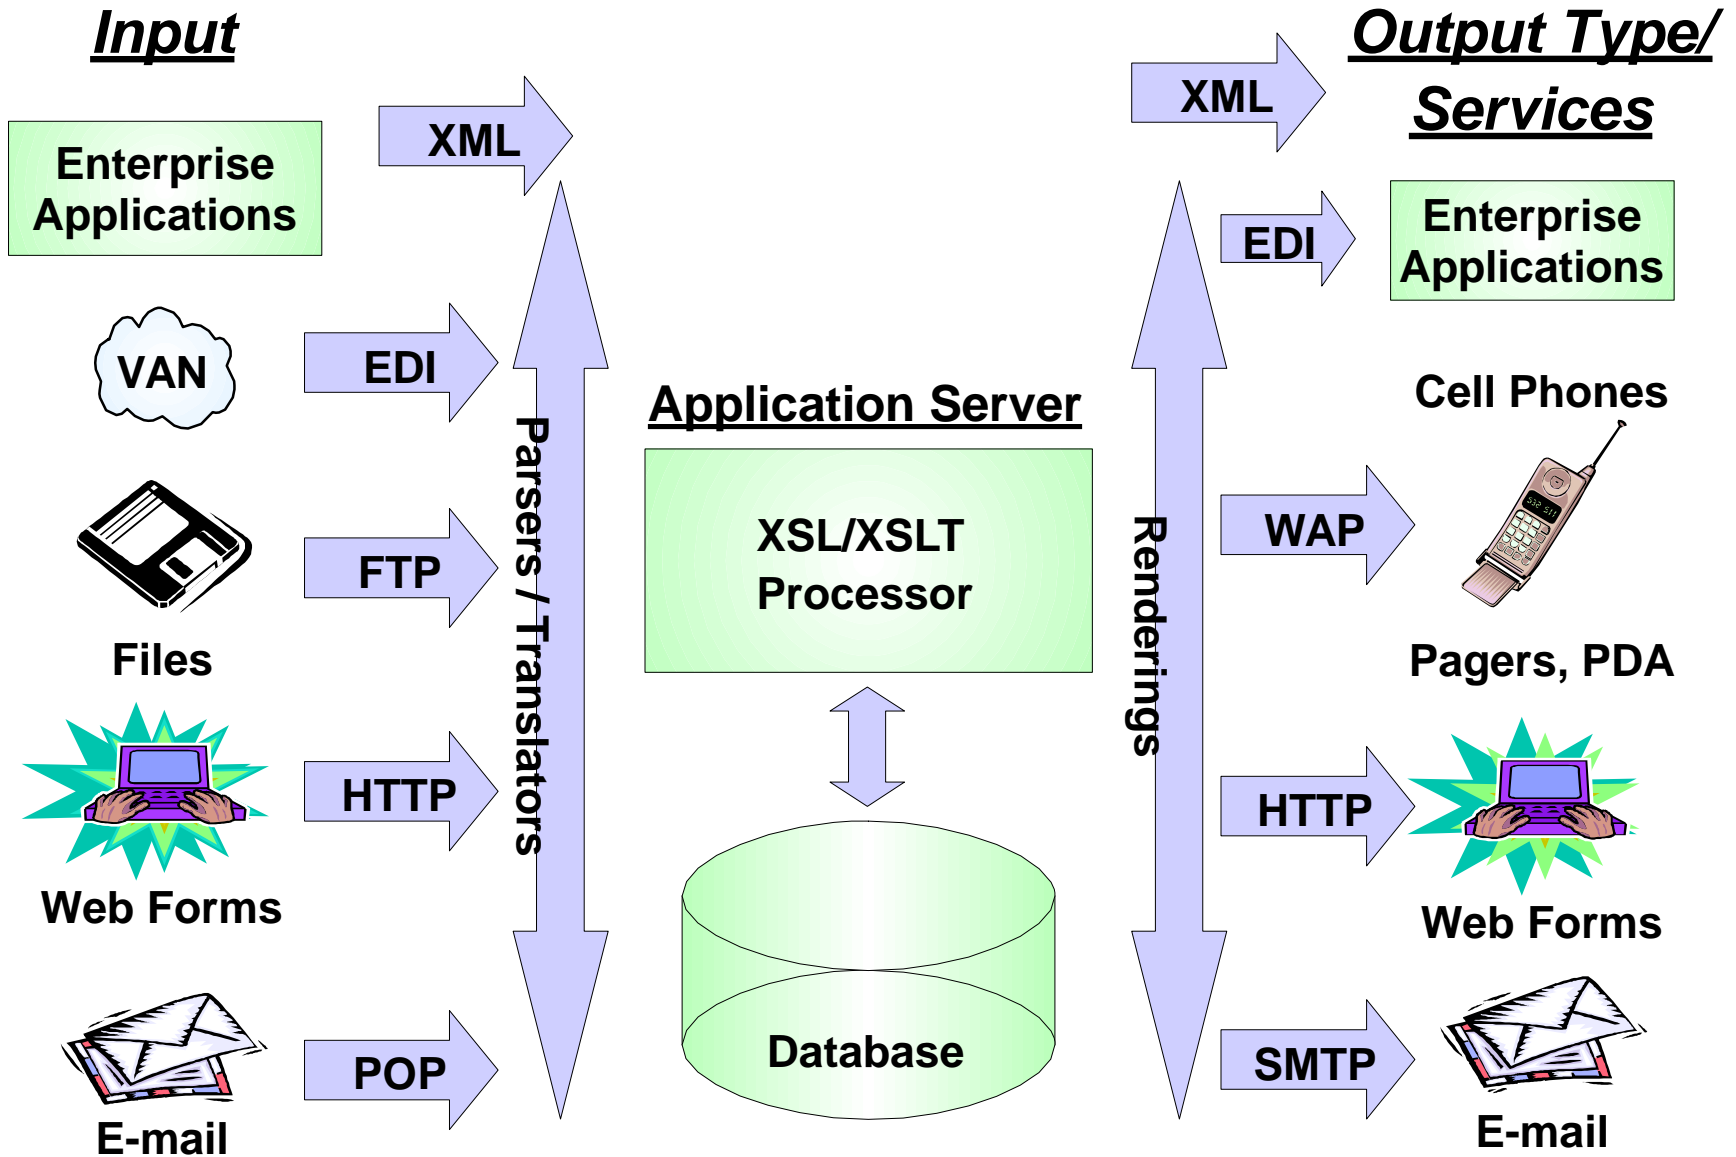 Input
Enterprise
Applications
XML
VAN
EDI
FTP
Files
HTTP
Web Forms
POP
E-mail
Parsers / Translators
Application Server
XSL/XSLT
Processor
Database
Renderings
Output Type/
Services
XML
EDI
Enterprise
Applications
Cell Phones
WAP
Pagers, PDA
HTTP
Web Forms
SMTP
E-mail